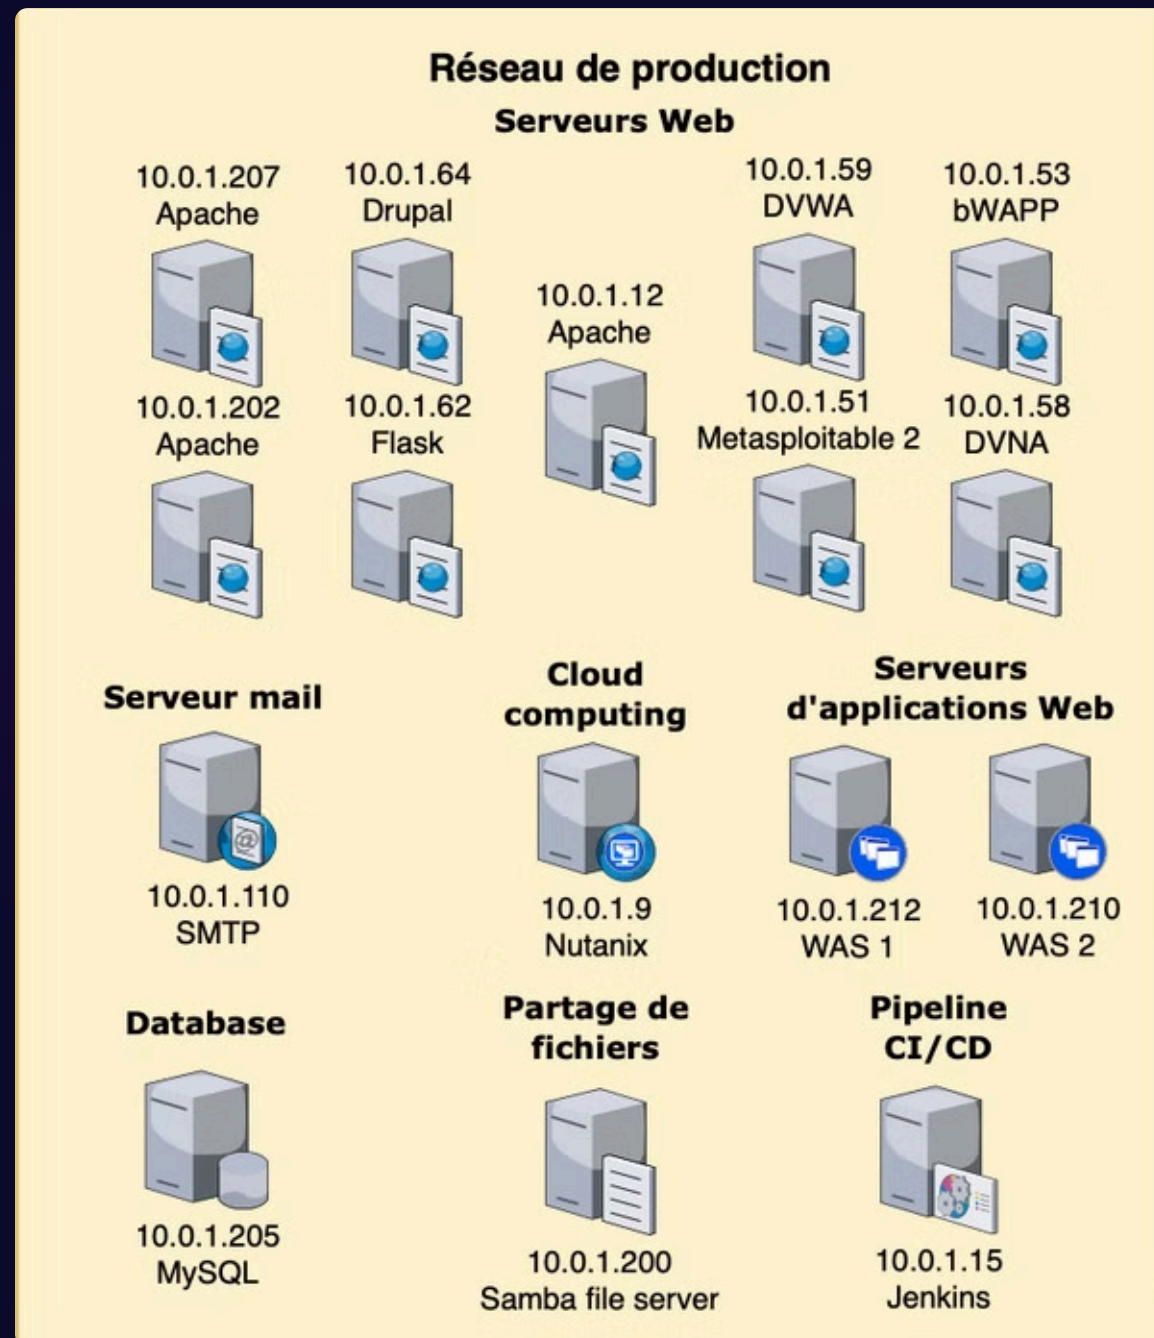 Réseau de production
Serveurs Web
10.0.1.207
Apache
10.0.1.64
Drupal
10.0.1.12
Apache
10.0.1.59
DVWA
10.0.1.53
bWAPP
10.0.1.202
Apache
10.0.1.62
Flask
10.0.1.51
Metasploitable 2
10.0.1.58
DVNA
Serveur mail
10.0.1.110
SMTP
Cloud
computing
10.0.1.9
Nutanix
Serveurs
d'applications Web
10.0.1.212
WAS 1
10.0.1.210
WAS 2
Database
10.0.1.205
MySQL
Partage de
fichiers
10.0.1.200
Samba file server
Pipeline
CI/CD
10.0.1.15
Jenkins